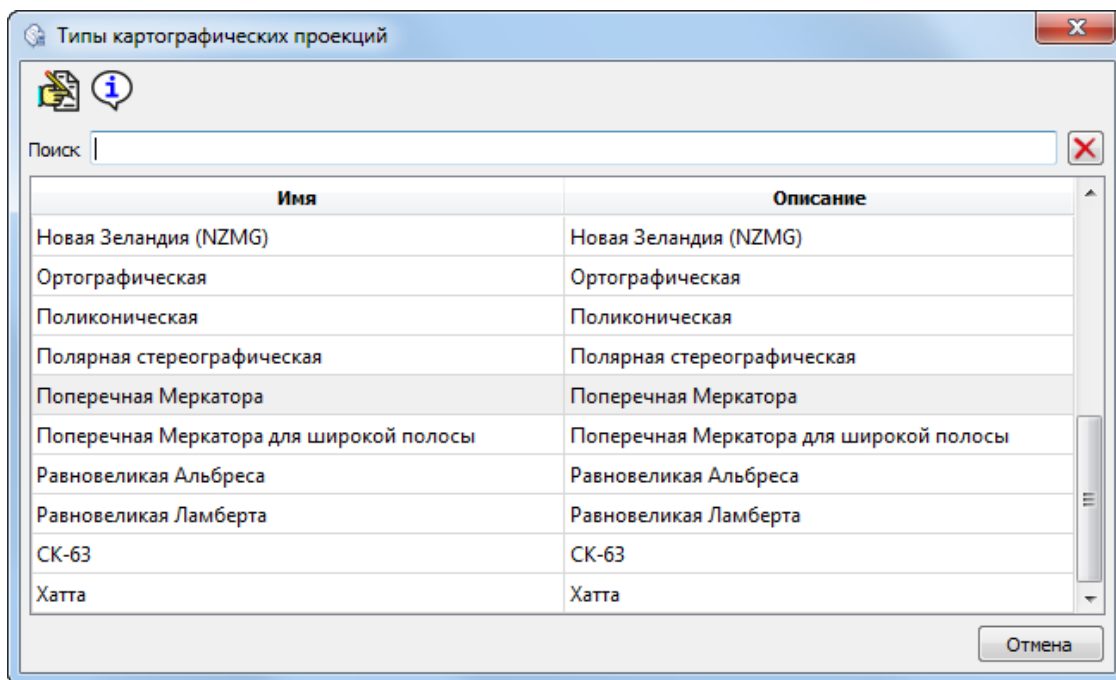 Типы картографических проекций
Поиск
Имя Описание
Новая Зеландия (NZMG) Новая Зеландия (NZMG)
Ортографическая Ортографическая
Поликоническая Поликоническая
Полярная стереографическая Полярная стереографическая
Поперечная Меркатора Поперечная Меркатора
Поперечная Меркатора для широкой полосы Поперечная Меркатора для широкой полосы
Равновеликая Альбреса Равновеликая Альбреса
Равновеликая Ламберта Равновеликая Ламберта
СК-63 СК-63
Хатта Хатта
Отмена